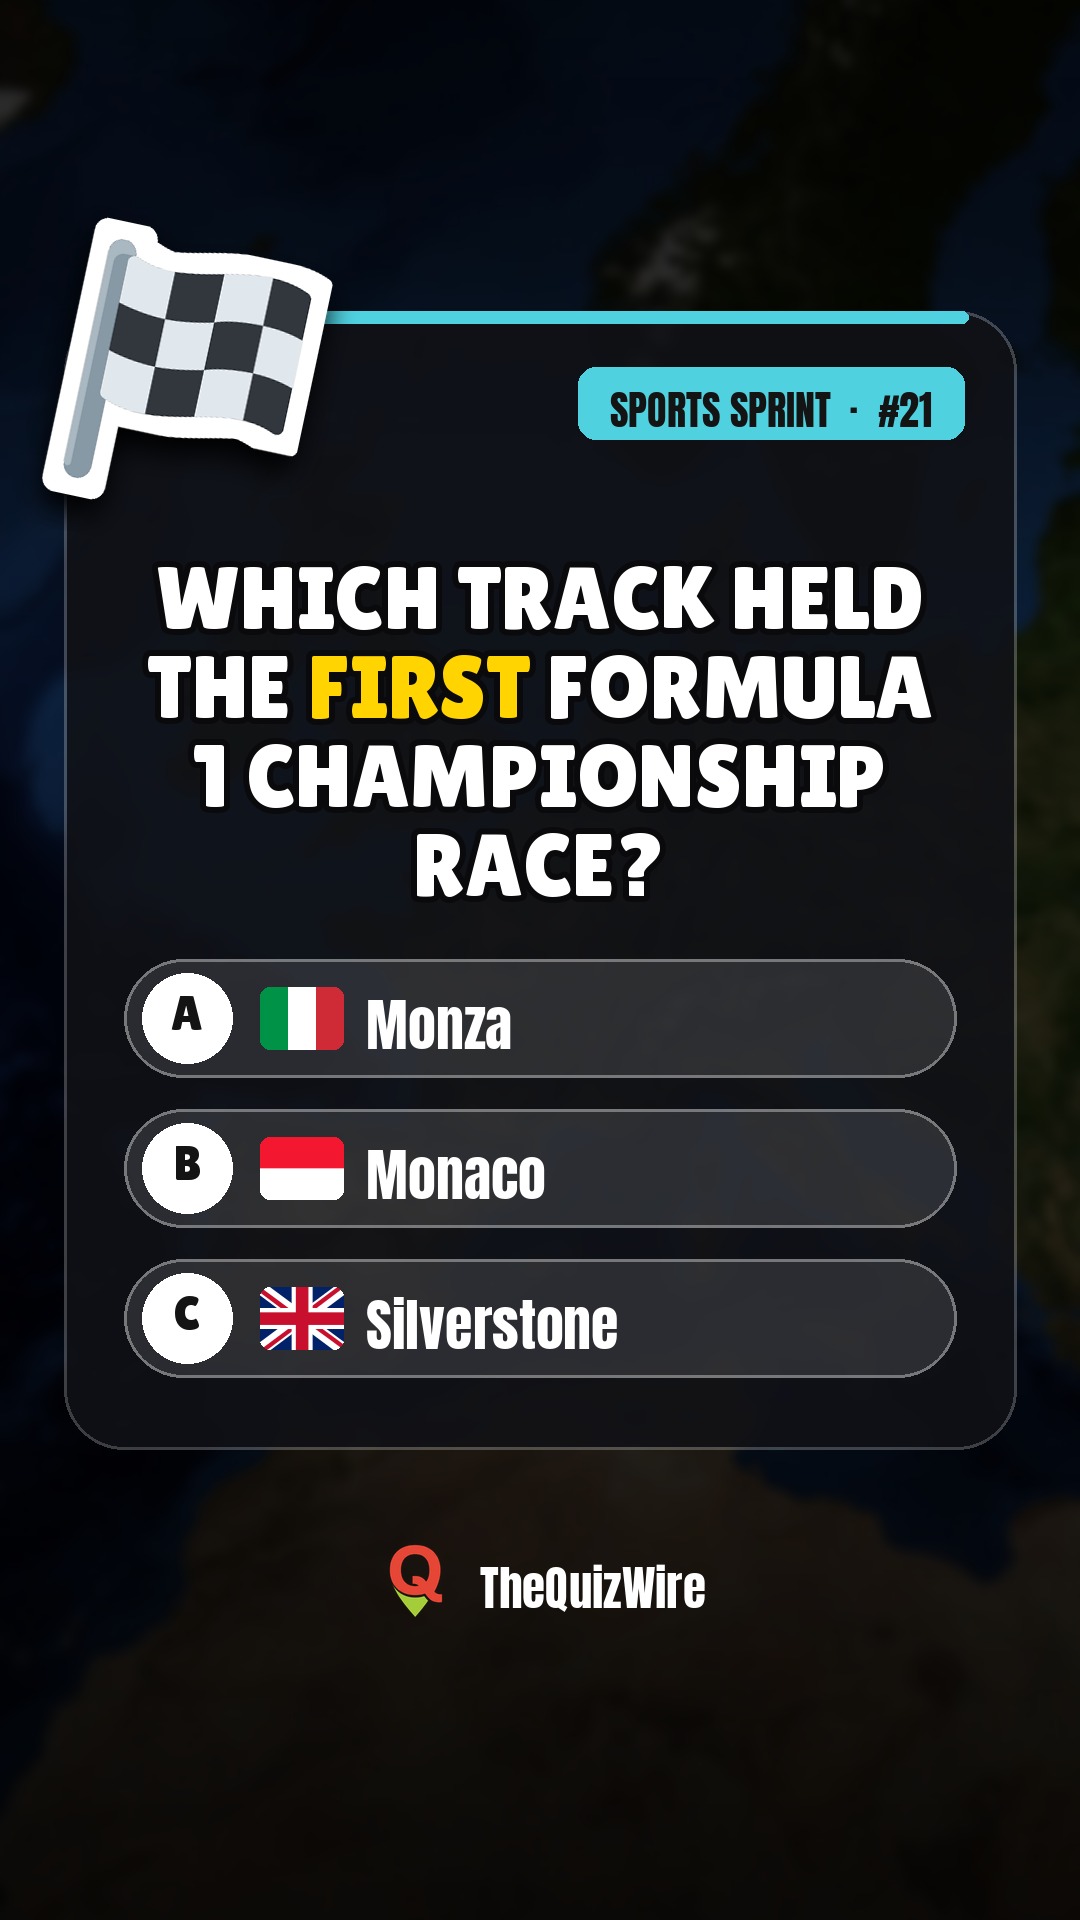 SPORTS SPRINT · #21
WHICH TRACK HELD
THE FIRST FORMULA
1 CHAMPIONSHIP
RACE?
A Monza
B Monaco
C Silverstone
TheQuizWire